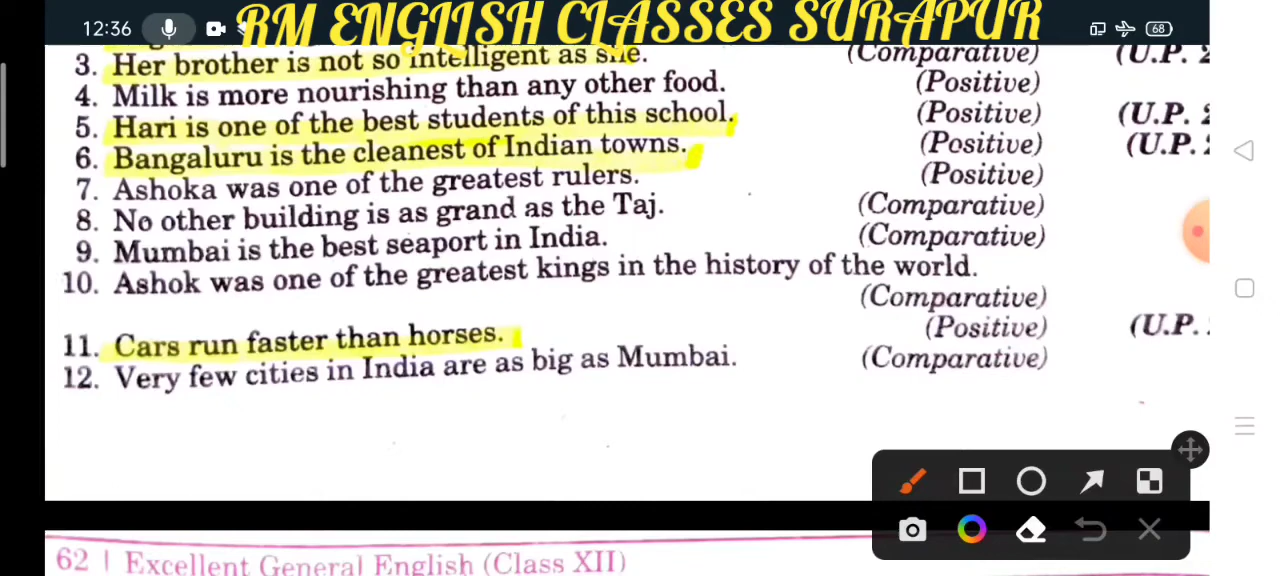 RM ENGLISH CLASSES SURAPUR
12:36
68
3. Her brother is not so intelligent as she. (Comparative) (U.P. 2
4. Milk is more nourishing than any other food. (Positive)
5. Hari is one of the best students of this school. (Positive) (U.P. 2
6. Bangaluru is the cleanest of Indian towns. (Positive) (U.P. 2
7. Ashoka was one of the greatest rulers. (Positive)
8. No other building is as grand as the Taj. (Comparative)
9. Mumbai is the best seaport in India. (Comparative)
10. Ashok was one of the greatest kings in the history of the world.
(Comparative)
11. Cars run faster than horses. (Positive) (U.P.
12. Very few cities in India are as big as Mumbai. (Comparative)
62 | Excellent General English (Class XII)